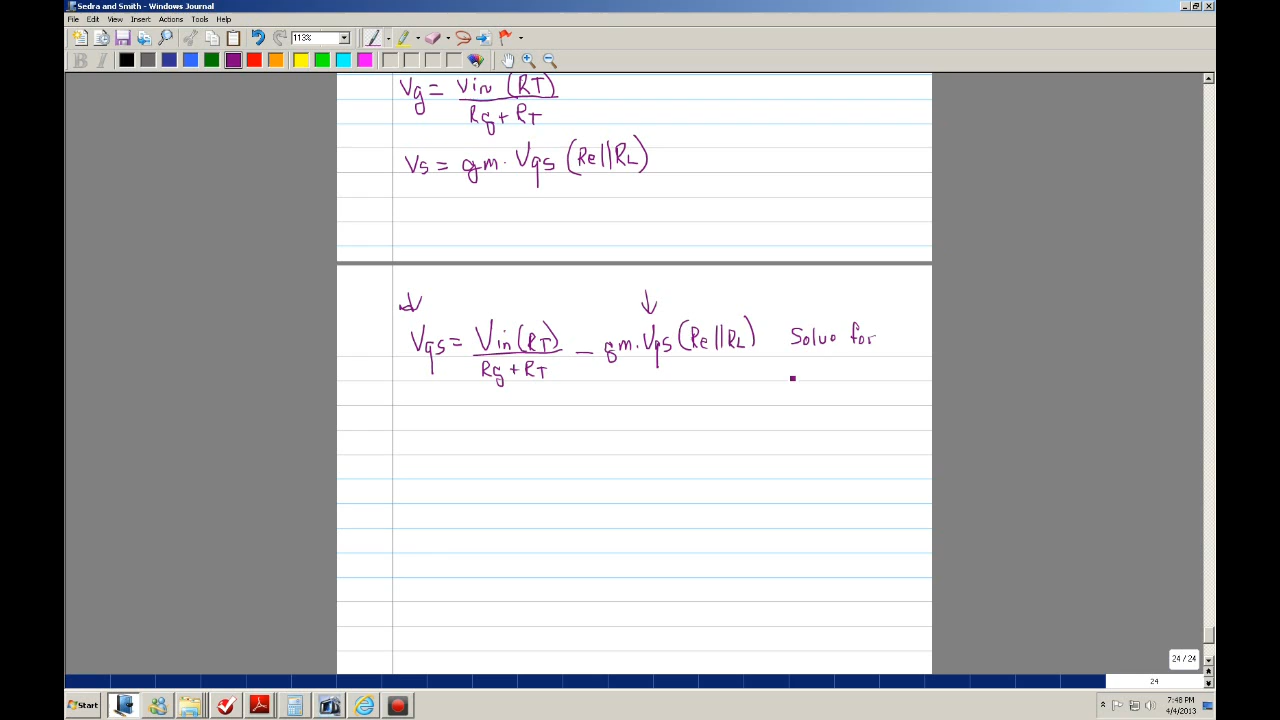 Sedra and Smith - Windows Journal
File Edit View Insert Actions Tools Help
113%
B I
Vg = Vin (RT)
Rg + RT
Vs = gm · Vgs (Re||RL)
Vgs = Vin (RT) - gm · Vgs (Re||RL) Solve for
Rg + RT
24 / 24
24
Start
7:48 PM
4/4/2013